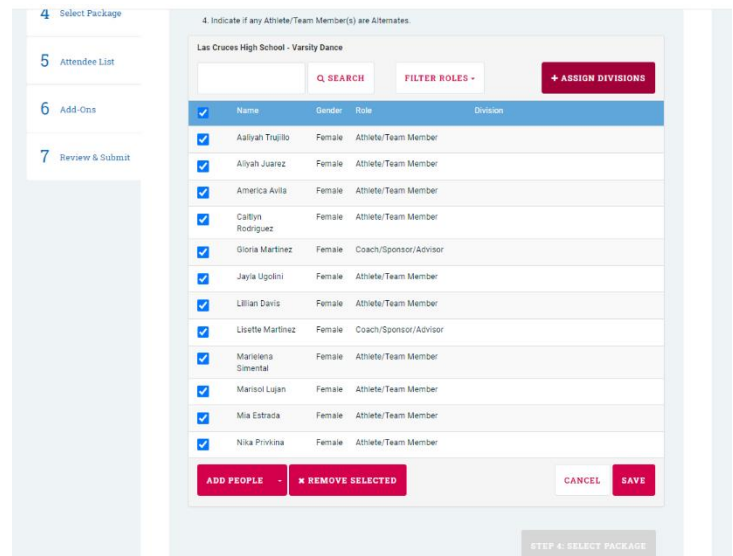 4 Select Package
5 Attendee List
6 Add-Ons
7 Review & Submit
4. Indicate if any Athlete/Team Member(s) are Alternates.
Las Cruces High School - Varsity Dance
SEARCH
FILTER ROLES
+ ASSIGN DIVISIONS
Name Gender Role Division
Aaliyah Trujillo Female Athlete/Team Member
Aliyah Juarez Female Athlete/Team Member
America Avila Female Athlete/Team Member
Caitlyn Female Athlete/Team Member
Rodriguez
Gloria Martinez Female Coach/Sponsor/Advisor
Jayla Ugolini Female Athlete/Team Member
Lillian Davis Female Athlete/Team Member
Lisette Martinez Female Coach/Sponsor/Advisor
Marielena Female Athlete/Team Member
Simental
Marisol Lujan Female Athlete/Team Member
Mia Estrada Female Athlete/Team Member
Nika Privkina Female Athlete/Team Member
ADD PEOPLE
✖ REMOVE SELECTED
CANCEL
SAVE
STEP 4: SELECT PACKAGE